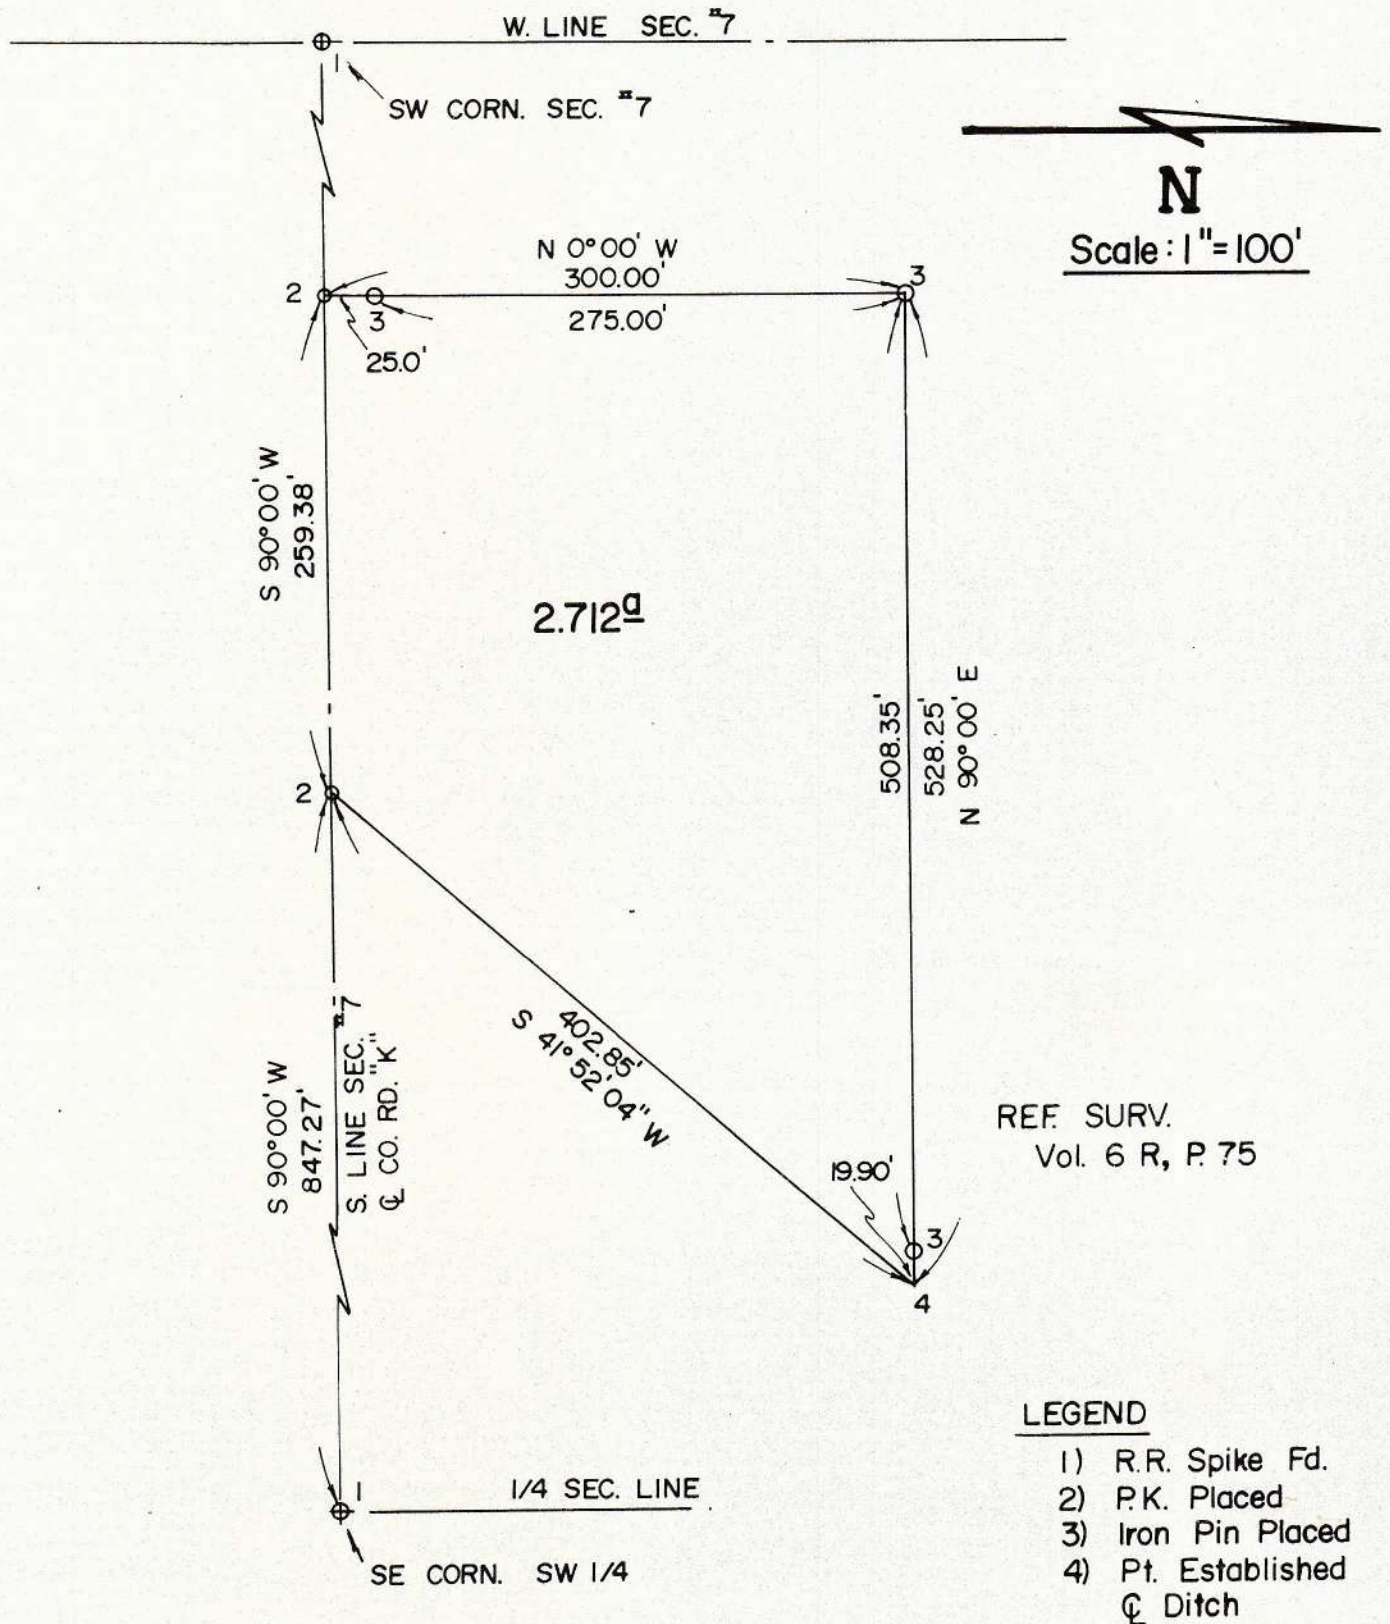 W. LINE SEC. #7
1
SW CORN. SEC. #7
N
Scale: 1"=100'
N 0°00' W
300.00'
2
3
3
275.00'
25.0'
S 90°00' W
259.38'
2.712a
508.35'
528.25'
N 90°00' E
2
402.85'
S 41°52'04" W
S 90°00' W
847.27'
S. LINE SEC. #7
℄ CO. RD. "K"
REF. SURV.
Vol. 6 R, P. 75
19.90'
3
4
LEGEND
1) R.R. Spike Fd.
2) P.K. Placed
3) Iron Pin Placed
4) Pt. Established
℄ Ditch
1
1/4 SEC. LINE
SE CORN. SW 1/4